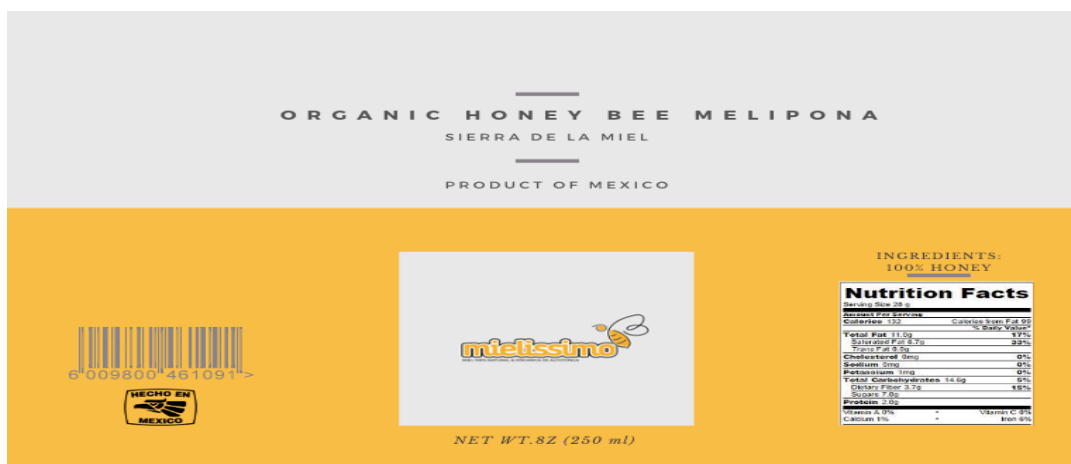 ORGANIC HONEY BEE MELIPONA
SIERRA DE LA MIEL
PRODUCT OF MEXICO
INGREDIENTS:
100% HONEY
Nutrition Facts
Serving Size 28 g
Amount Per Serving
Calories 132 Calories from Fat 99
% Daily Value*
Total Fat 11.0g 17%
Saturated Fat 6.7g 33%
Trans Fat 0.0g
Cholesterol 0mg 0%
Sodium 0mg 0%
Potassium 1mg 0%
Total Carbohydrates 14.6g 5%
Dietary Fiber 3.7g 15%
Sugars 7.0g
Protein 2.0g
Vitamin A 0% • Vitamin C 0%
Calcium 1% • Iron 6%
mielissimo
NET WT.8Z (250 ml)
6 009800 461091 >
HECHO EN
MEXICO